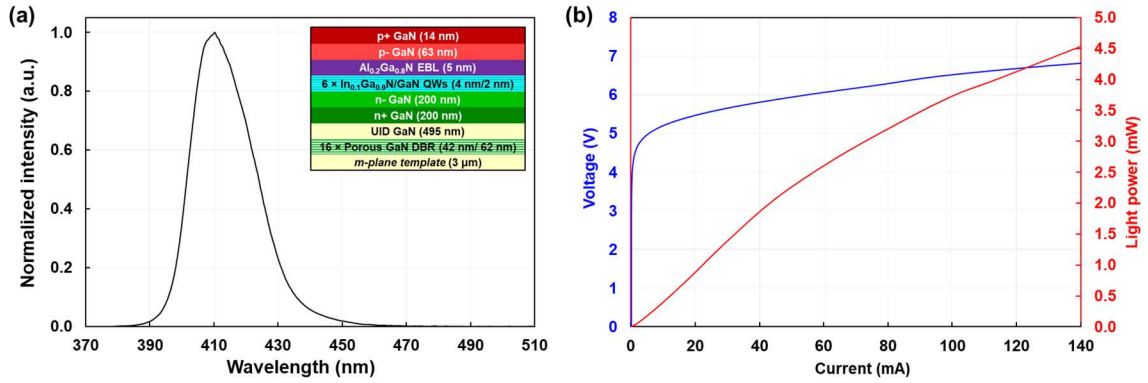 (a)
Normalized intensity (a.u.)
1.0
0.8
0.6
0.4
0.2
0.0
370 390 410 430 450 470 490 510
Wavelength (nm)
p+ GaN (14 nm)
p- GaN (63 nm)
Al0.2Ga0.8N EBL (5 nm)
6 × In0.1Ga0.9N/GaN QWs (4 nm/2 nm)
n- GaN (200 nm)
n+ GaN (200 nm)
UID GaN (495 nm)
16 × Porous GaN DBR (42 nm/ 62 nm)
m-plane template (3 μm)
(b)
Voltage (V)
8
7
6
5
4
3
2
1
0
0 20 40 60 80 100 120 140
Current (mA)
5.0
4.5
4.0
3.5
3.0
2.5
2.0
1.5
1.0
0.5
0.0
Light power (mW)